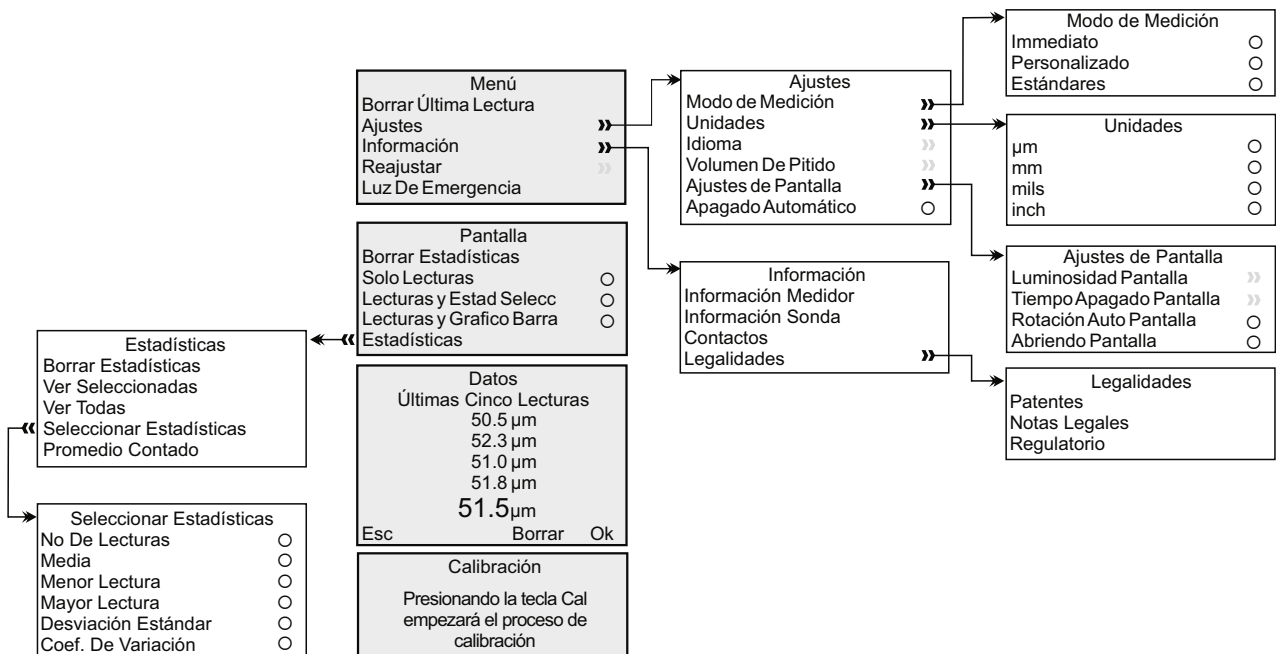 Menú
Borrar Última Lectura
Ajustes »
Información »
Reajustar »
Luz De Emergencia
Pantalla
Borrar Estadísticas
Solo Lecturas
Lecturas y Estad Selecc
Lecturas y Grafico Barra
« Estadísticas
Datos
Últimas Cinco Lecturas
50.5 µm
52.3 µm
51.0 µm
51.8 µm
51.5 µm
Esc Borrar Ok
Calibración
Presionando la tecla Cal
empezará el proceso de
calibración
Estadísticas
Borrar Estadísticas
Ver Seleccionadas
Ver Todas
« Seleccionar Estadísticas
Promedio Contado
Seleccionar Estadísticas
No De Lecturas
Media
Menor Lectura
Mayor Lectura
Desviación Estándar
Coef. De Variación
Ajustes
Modo de Medición »
Unidades »
Idioma »
Volumen De Pitido »
Ajustes de Pantalla »
Apagado Automático
Información
Información Medidor
Información Sonda
Contactos
Legalidades »
Modo de Medición
Immediato
Personalizado
Estándares
Unidades
µm
mm
mils
inch
Ajustes de Pantalla
Luminosidad Pantalla »
Tiempo Apagado Pantalla »
Rotación Auto Pantalla
Abriendo Pantalla
Legalidades
Patentes
Notas Legales
Regulatorio